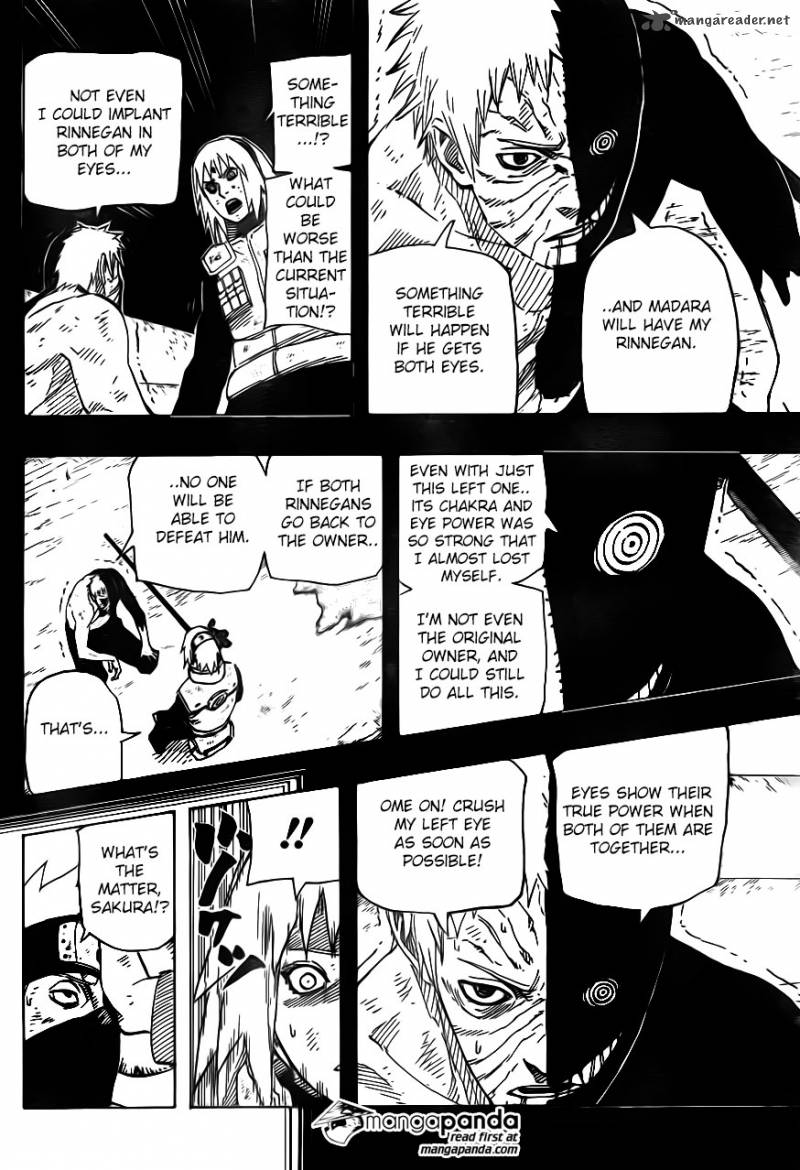 mangareader.net
..AND MADARA
WILL HAVE MY
RINNEGAN.
SOMETHING
TERRIBLE
WILL HAPPEN
IF HE GETS
BOTH EYES.
SOME-
THING
TERRIBLE
...!?
WHAT
COULD
BE
WORSE
THAN THE
CURRENT
SITUA-
TION!?
NOT EVEN
I COULD IMPLANT
RINNEGAN IN
BOTH OF MY
EYES...
EVEN WITH JUST
THIS LEFT ONE..
ITS CHAKRA AND
EYE POWER WAS
SO STRONG THAT
I ALMOST LOST
MYSELF.
I'M NOT EVEN
THE ORIGINAL
OWNER, AND
I COULD STILL
DO ALL THIS.
IF BOTH
RINNEGANS
GO BACK TO
THE OWNER..
..NO ONE
WILL BE
ABLE TO
DEFEAT HIM.
THAT'S...
EYES SHOW THEIR
TRUE POWER WHEN
BOTH OF THEM ARE
TOGETHER...
OME ON! CRUSH
MY LEFT EYE
AS SOON AS
POSSIBLE!
!!
WHAT'S
THE
MATTER,
SAKURA!?
mangapanda
read first at
mangapanda.com